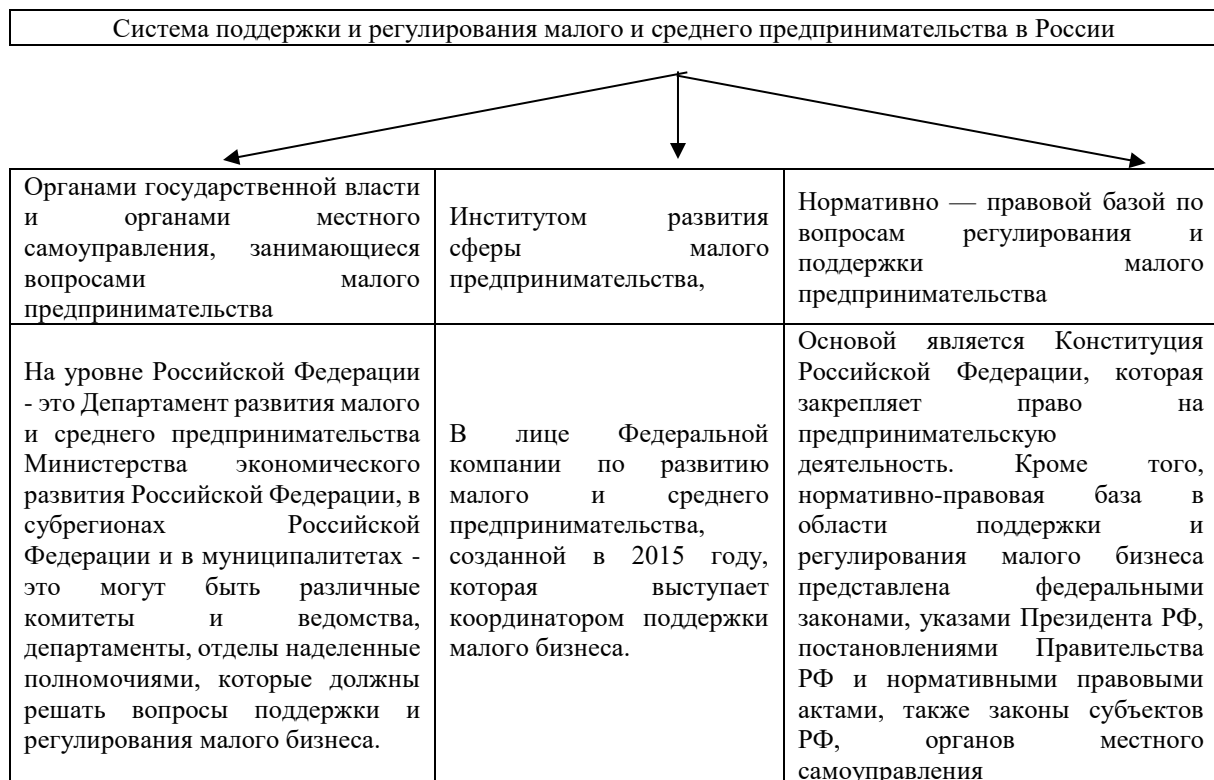 Система поддержки и регулирования малого и среднего предпринимательства в России
Органами государственной власти
и органами местного
самоуправления, занимающиеся
вопросами малого
предпринимательства
Институтом развития
сферы малого
предпринимательства,
Нормативно — правовой базой по
вопросам регулирования и
поддержки малого
предпринимательства
На уровне Российской Федерации
- это Департамент развития малого
и среднего предпринимательства
Министерства экономического
развития Российской Федерации, в
субрегионах Российской
Федерации и в муниципалитетах -
это могут быть различные
комитеты и ведомства,
департаменты, отделы наделенные
полномочиями, которые должны
решать вопросы поддержки и
регулирования малого бизнеса.
В лице Федеральной
компании по развитию
малого и среднего
предпринимательства,
созданной в 2015 году,
которая выступает
координатором поддержки
малого бизнеса.
Основой является Конституция
Российской Федерации, которая
закрепляет право на
предпринимательскую
деятельность. Кроме того,
нормативно-правовая база в
области поддержки и
регулирования малого бизнеса
представлена федеральными
законами, указами Президента РФ,
постановлениями Правительства
РФ и нормативными правовыми
актами, также законы субъектов
РФ, органов местного
самоуправления